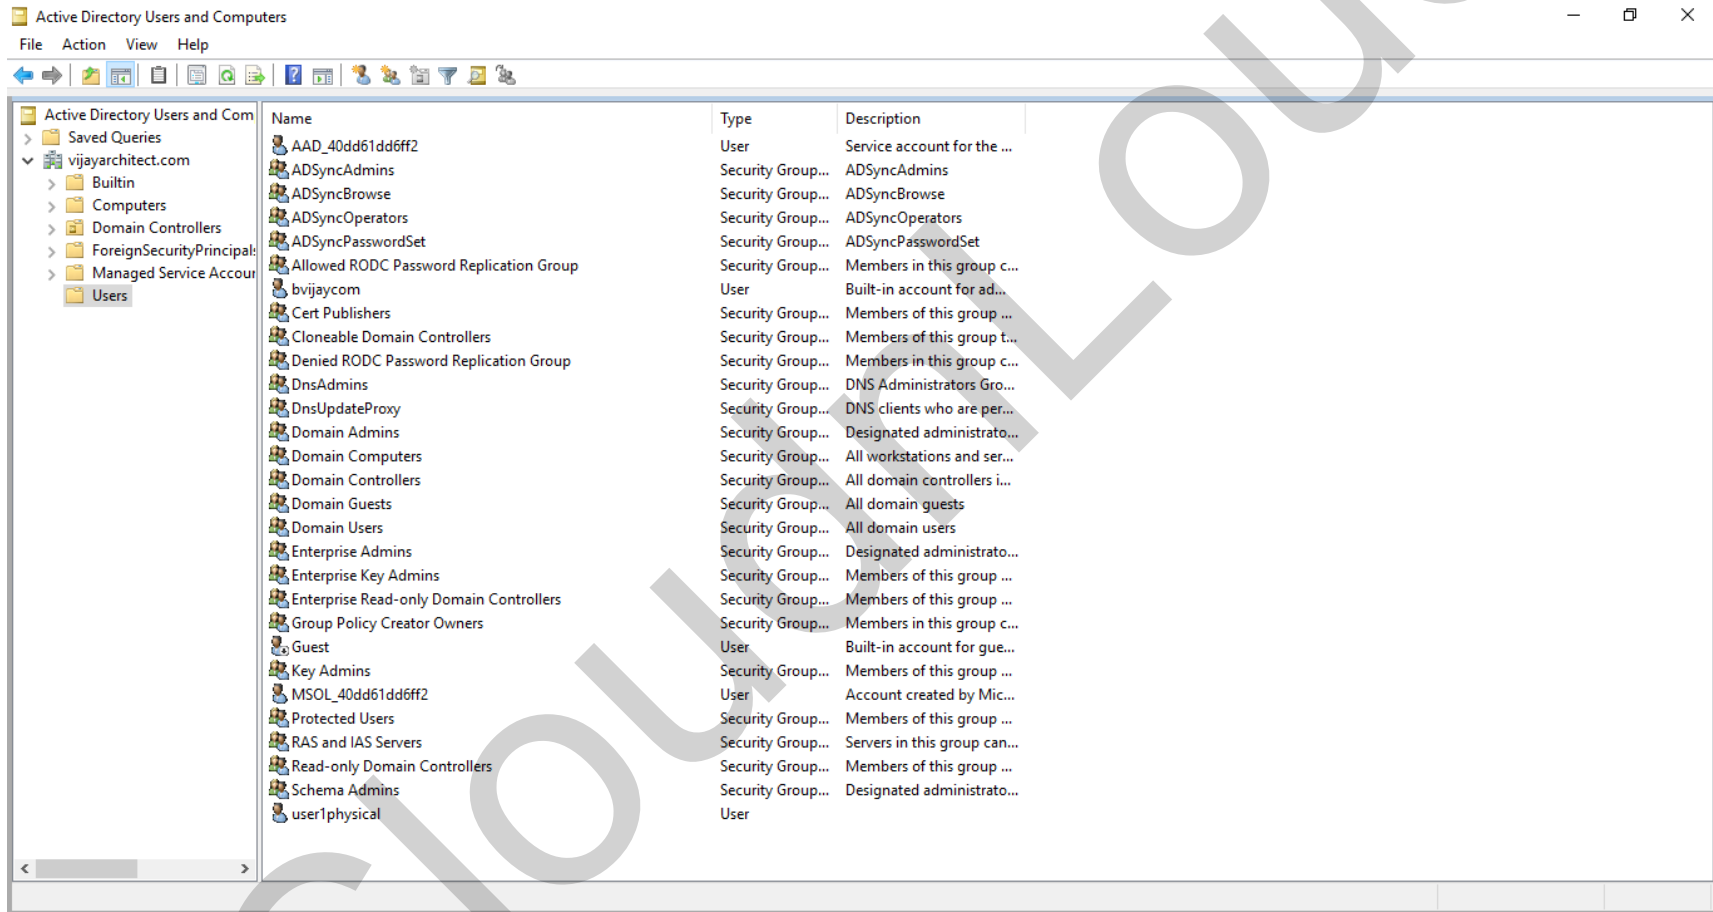 Active Directory Users and Computers
File Action View Help
Active Directory Users and Com
Saved Queries
vijayarchitect.com
Builtin
Computers
Domain Controllers
ForeignSecurityPrincipals
Managed Service Accour
Users
Name Type Description
AAD_40dd61dd6ff2 User Service account for the ...
ADSyncAdmins Security Group... ADSyncAdmins
ADSyncBrowse Security Group... ADSyncBrowse
ADSyncOperators Security Group... ADSyncOperators
ADSyncPasswordSet Security Group... ADSyncPasswordSet
Allowed RODC Password Replication Group Security Group... Members in this group c...
bvijaycom User Built-in account for ad...
Cert Publishers Security Group... Members of this group ...
Cloneable Domain Controllers Security Group... Members of this group t...
Denied RODC Password Replication Group Security Group... Members in this group c...
DnsAdmins Security Group... DNS Administrators Gro...
DnsUpdateProxy Security Group... DNS clients who are per...
Domain Admins Security Group... Designated administrato...
Domain Computers Security Group... All workstations and ser...
Domain Controllers Security Group... All domain controllers i...
Domain Guests Security Group... All domain guests
Domain Users Security Group... All domain users
Enterprise Admins Security Group... Designated administrato...
Enterprise Key Admins Security Group... Members of this group ...
Enterprise Read-only Domain Controllers Security Group... Members of this group ...
Group Policy Creator Owners Security Group... Members in this group c...
Guest User Built-in account for gue...
Key Admins Security Group... Members of this group ...
MSOL_40dd61dd6ff2 User Account created by Mic...
Protected Users Security Group... Members of this group ...
RAS and IAS Servers Security Group... Servers in this group can...
Read-only Domain Controllers Security Group... Members of this group ...
Schema Admins Security Group... Designated administrato...
user1physical User
CloudnLou